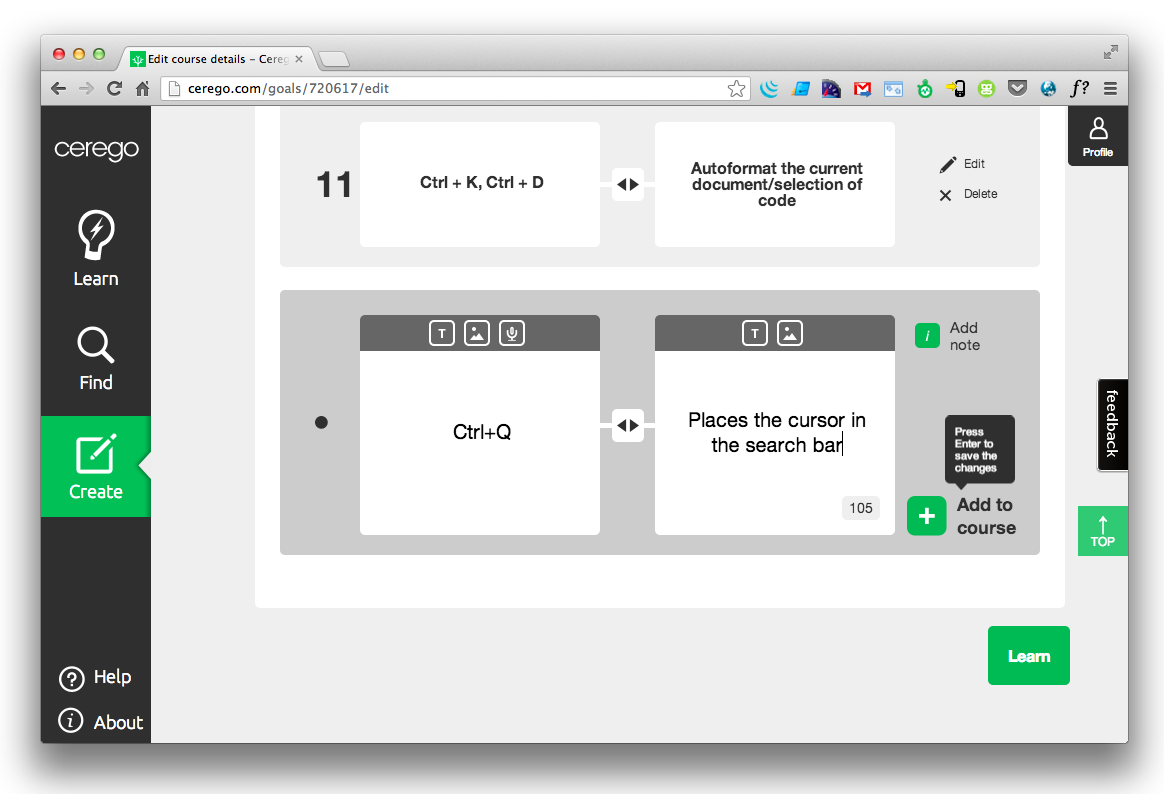 Edit course details – Cereg
cerego.com/goals/720617/edit
f?
cerego
Profile
11
Ctrl + K, Ctrl + D
Autoformat the current
document/selection of
code
Edit
Delete
Learn
Find
Create
T
T
i
Add
note
Ctrl+Q
Places the cursor in
the search bar
105
Press
Enter to
save the
changes
+
Add to
course
feedback
TOP
Learn
? Help
i About